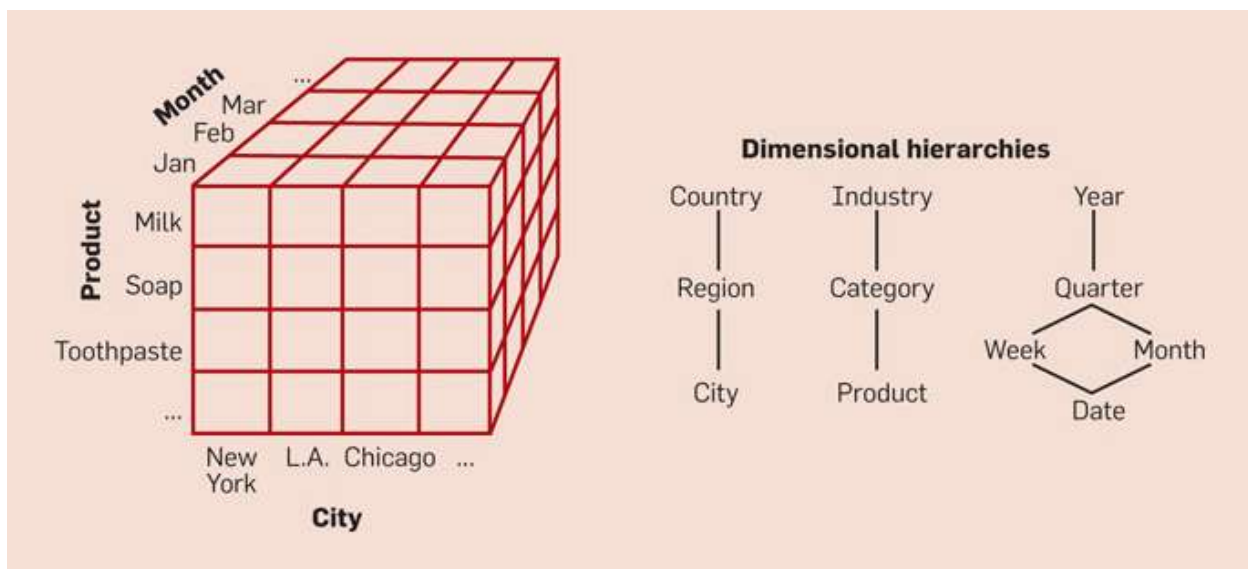 Month
...
Mar
Feb
Jan
Product
Milk
Soap
Toothpaste
...
New York
L.A.
Chicago
...
City
Dimensional hierarchies
Country
Industry
Year
Region
Category
Quarter
Week
Month
City
Product
Date